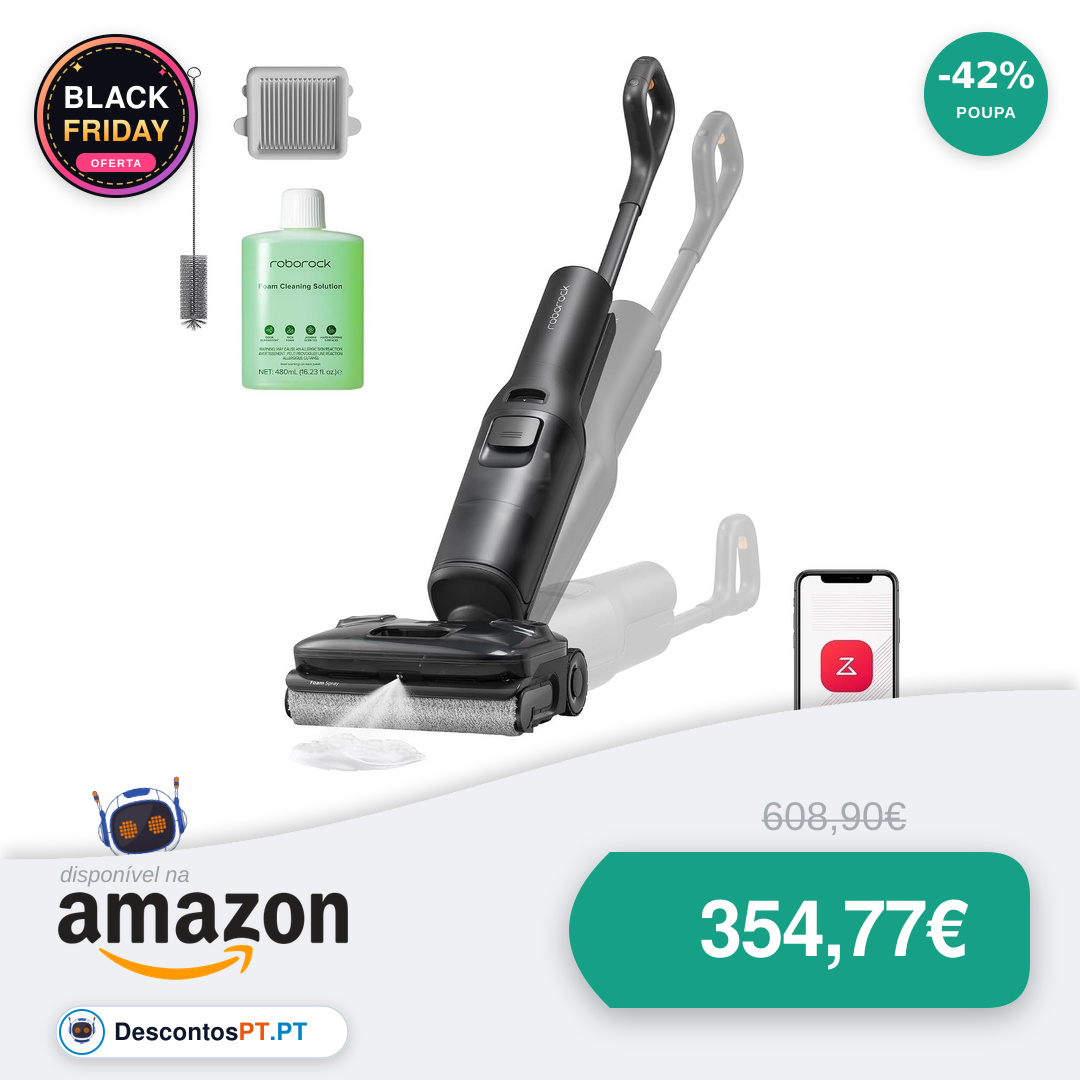 BLACK
FRIDAY
OFERTA
-42%
POUPA
roborock
Foam Cleaning Solution
NET: 480mL (16.23 fl. oz.)℮
roborock
Foam Spray
608,90€
354,77€
disponível na
amazon
DescontosPT.PT